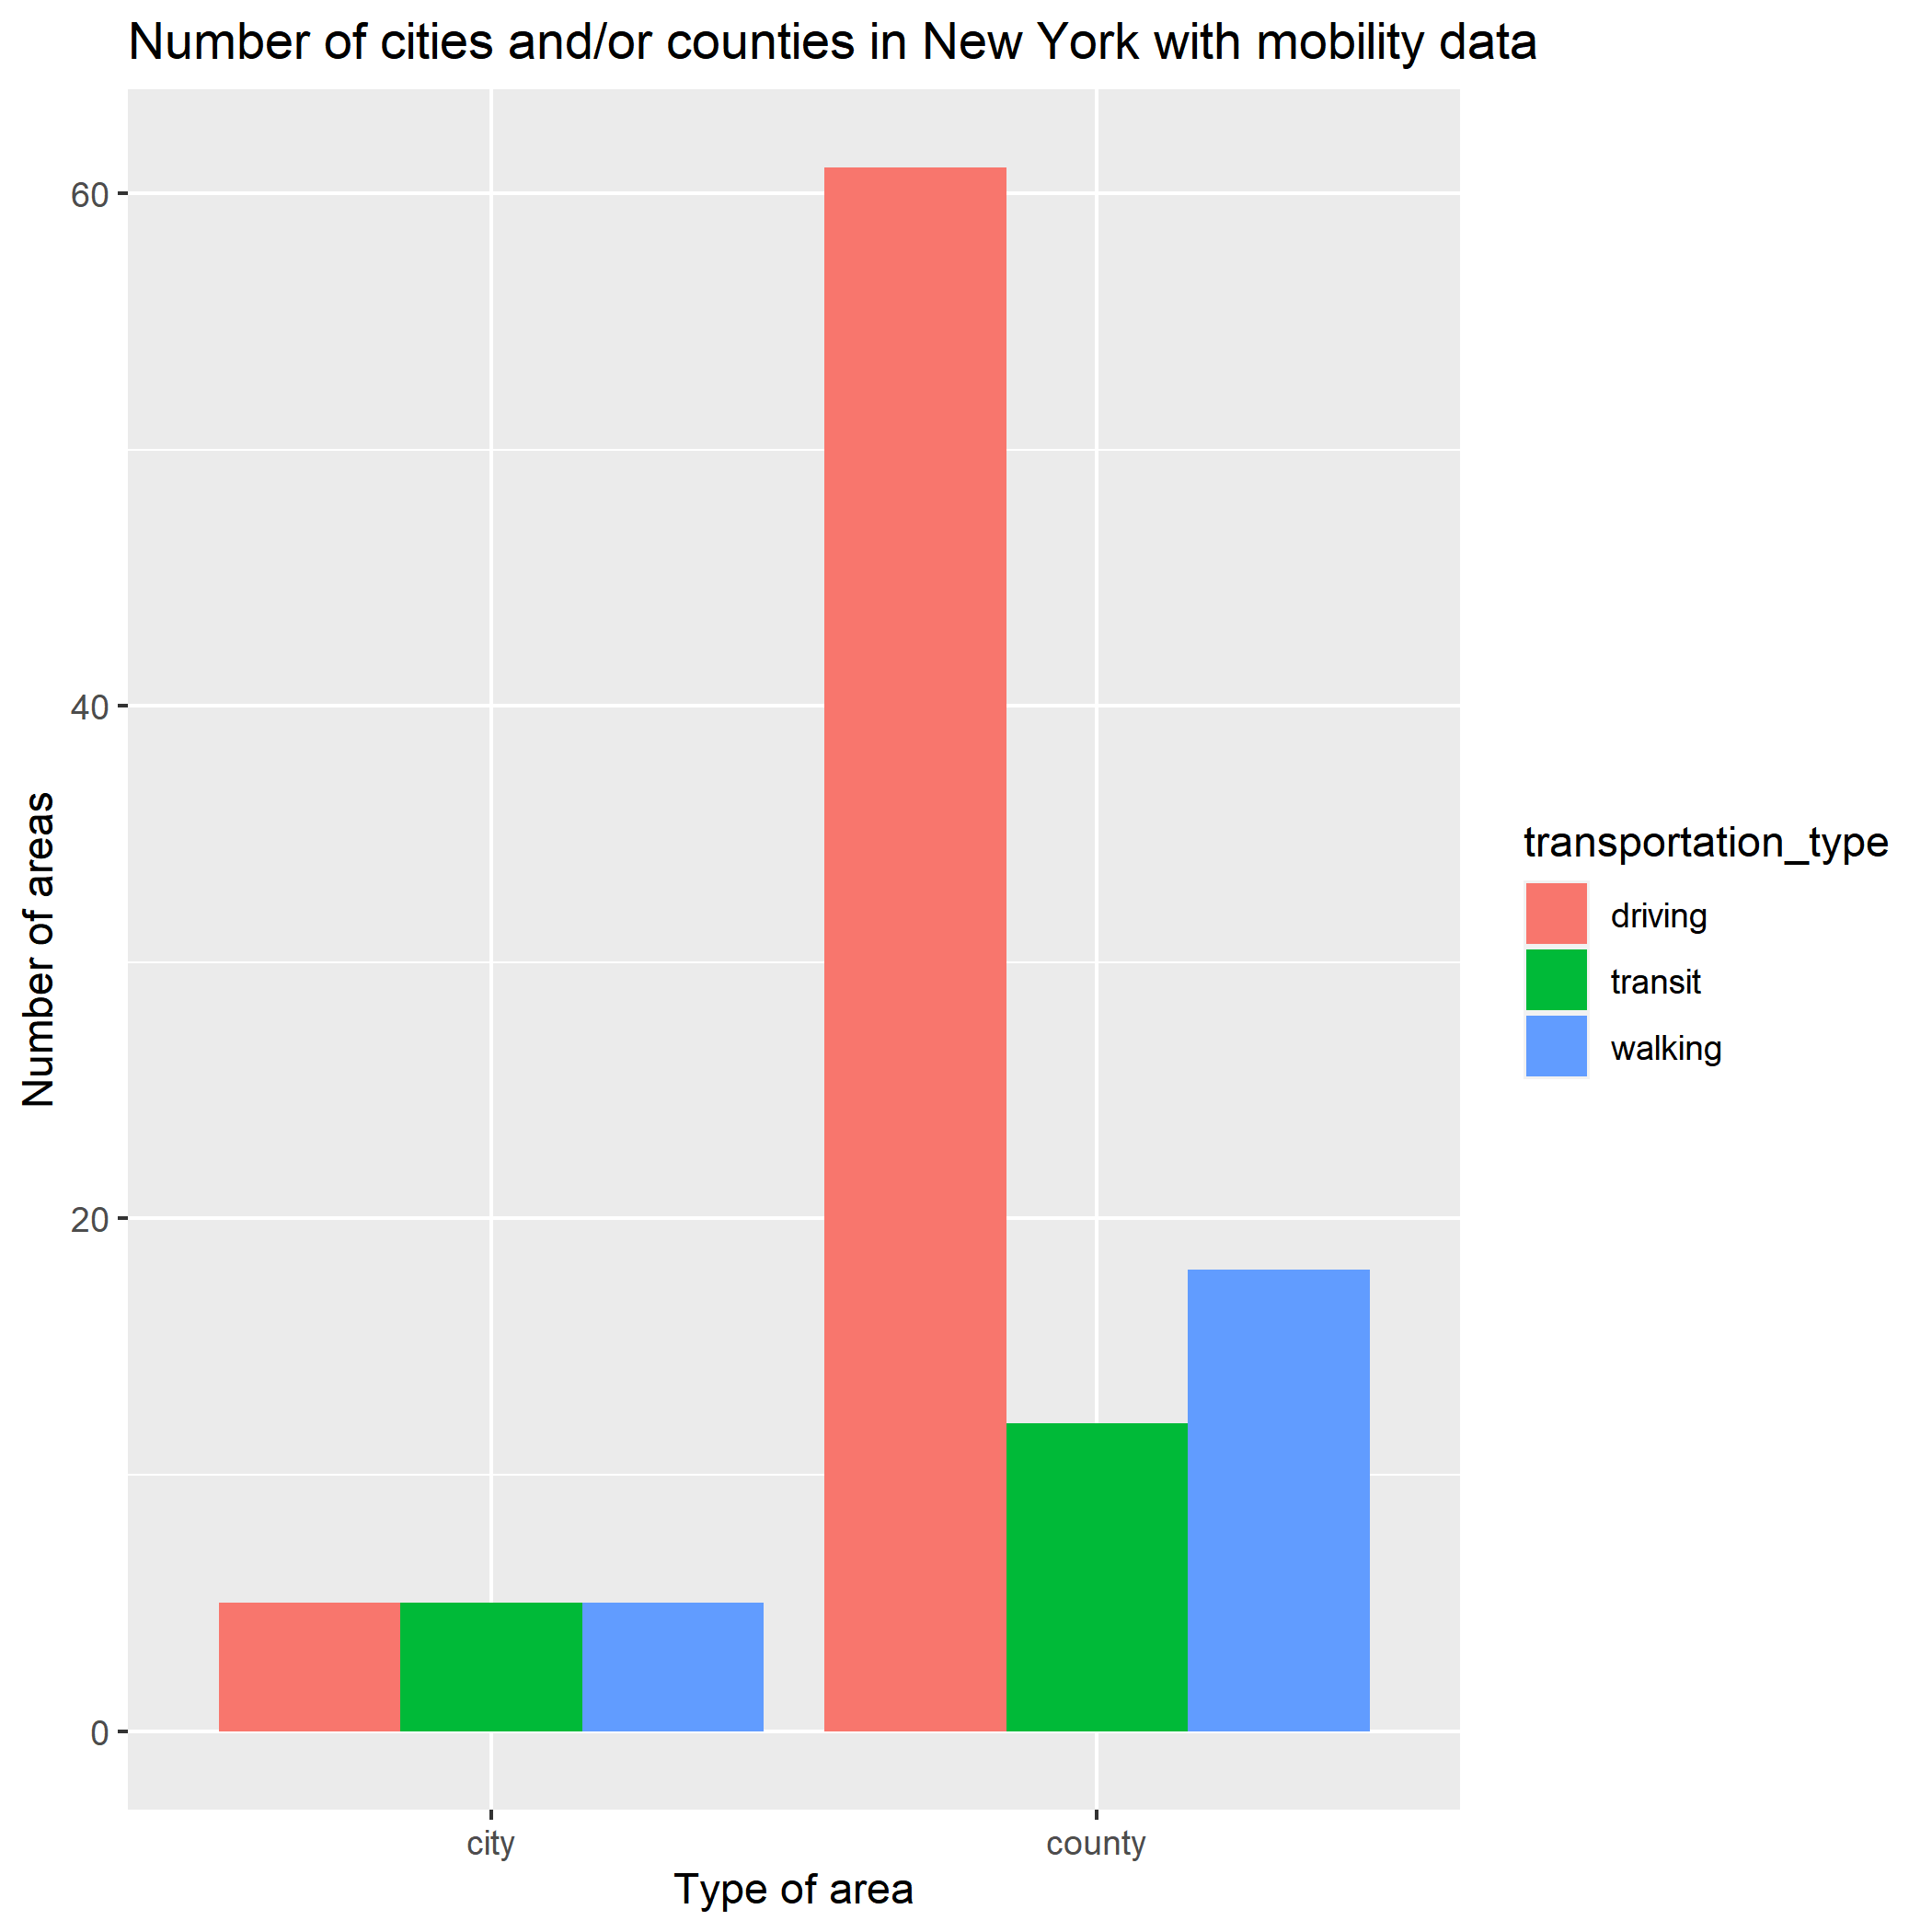 Number of cities and/or counties in New York with mobility data
60
40
20
0
Number of areas
city
county
Type of area
transportation_type
driving
transit
walking